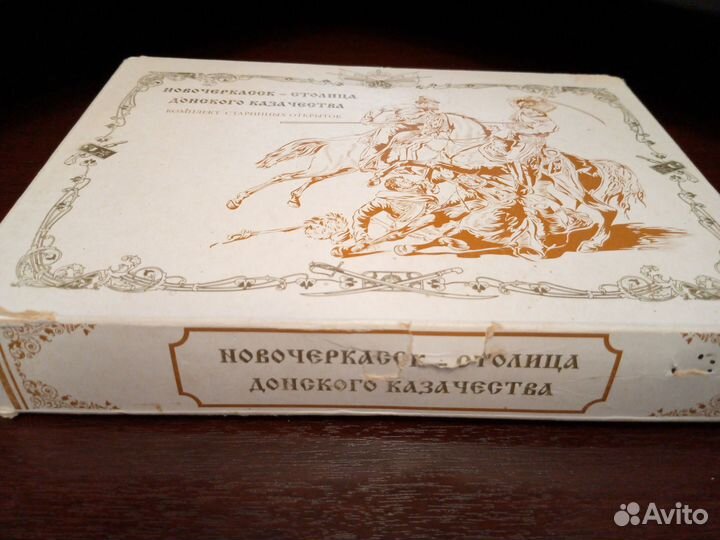 НОВОЧЕРКАССК – СТОЛИЦА
ДОНСКОГО КАЗАЧЕСТВА
КОМПЛЕКТ СТАРИННЫХ ОТКРЫТОК
НОВОЧЕРКАССК – СТОЛИЦА
ДОНСКОГО КАЗАЧЕСТВА
Avito